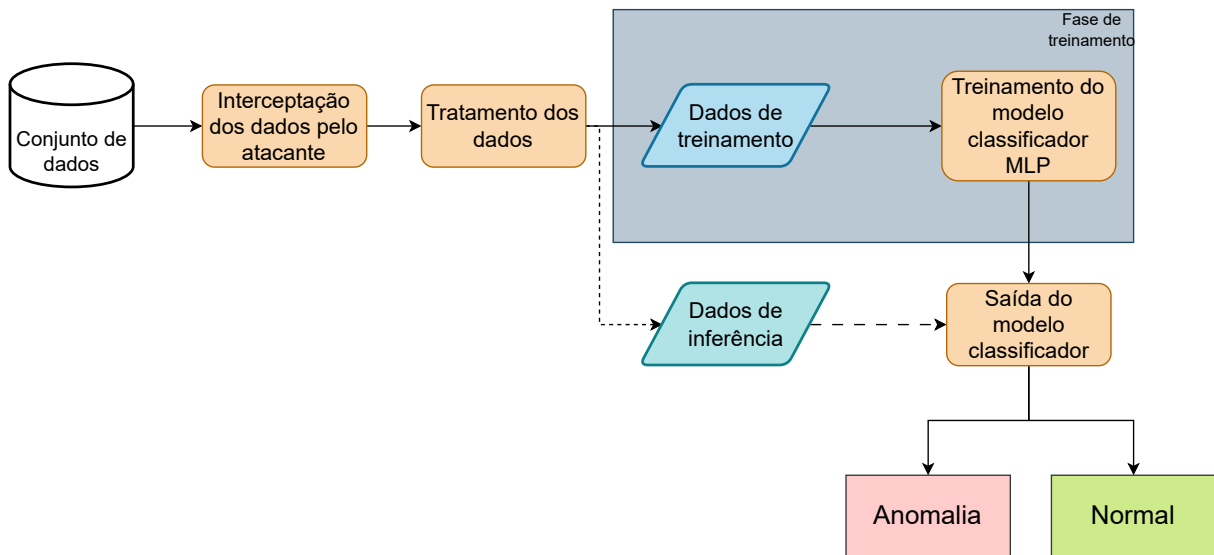 Fase de
treinamento
Conjunto de
dados
Interceptação
dos dados pelo
atacante
Tratamento dos
dados
Dados de
treinamento
Treinamento do
modelo
classificador
MLP
Dados de
inferência
Saída do
modelo
classificador
Anomalia
Normal